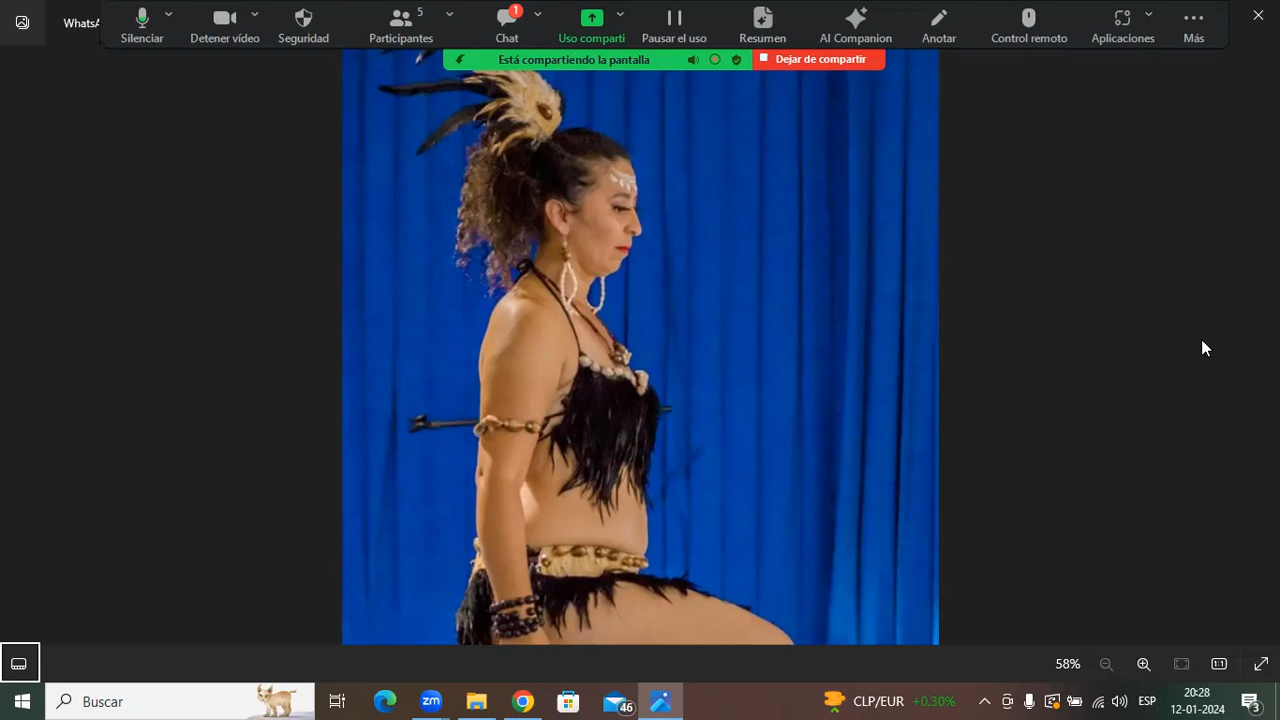 WhatsA
Silenciar
Detener vídeo
Seguridad
5
Participantes
1
Chat
Uso comparti
Pausar el uso
Resumen
AI Companion
Anotar
Control remoto
Aplicaciones
Más
Está compartiendo la pantalla
Dejar de compartir
58%
1:1
Buscar
zm
46
CLP/EUR +0,30%
ESP
20:28
12-01-2024
3